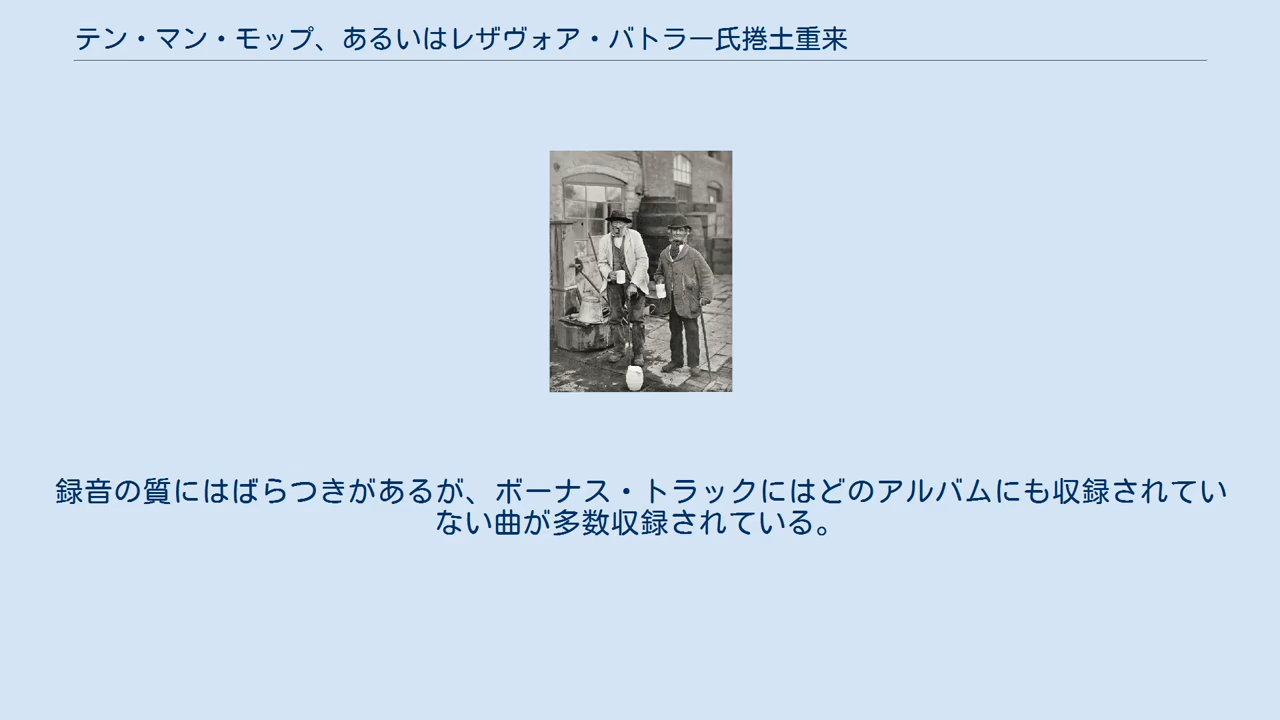 テン・マン・モップ、あるいはレザヴォア・バトラー氏捲土重来
録音の質にはばらつきがあるが、ボーナス・トラックにはどのアルバムにも収録されてい
ない曲が多数収録されている。